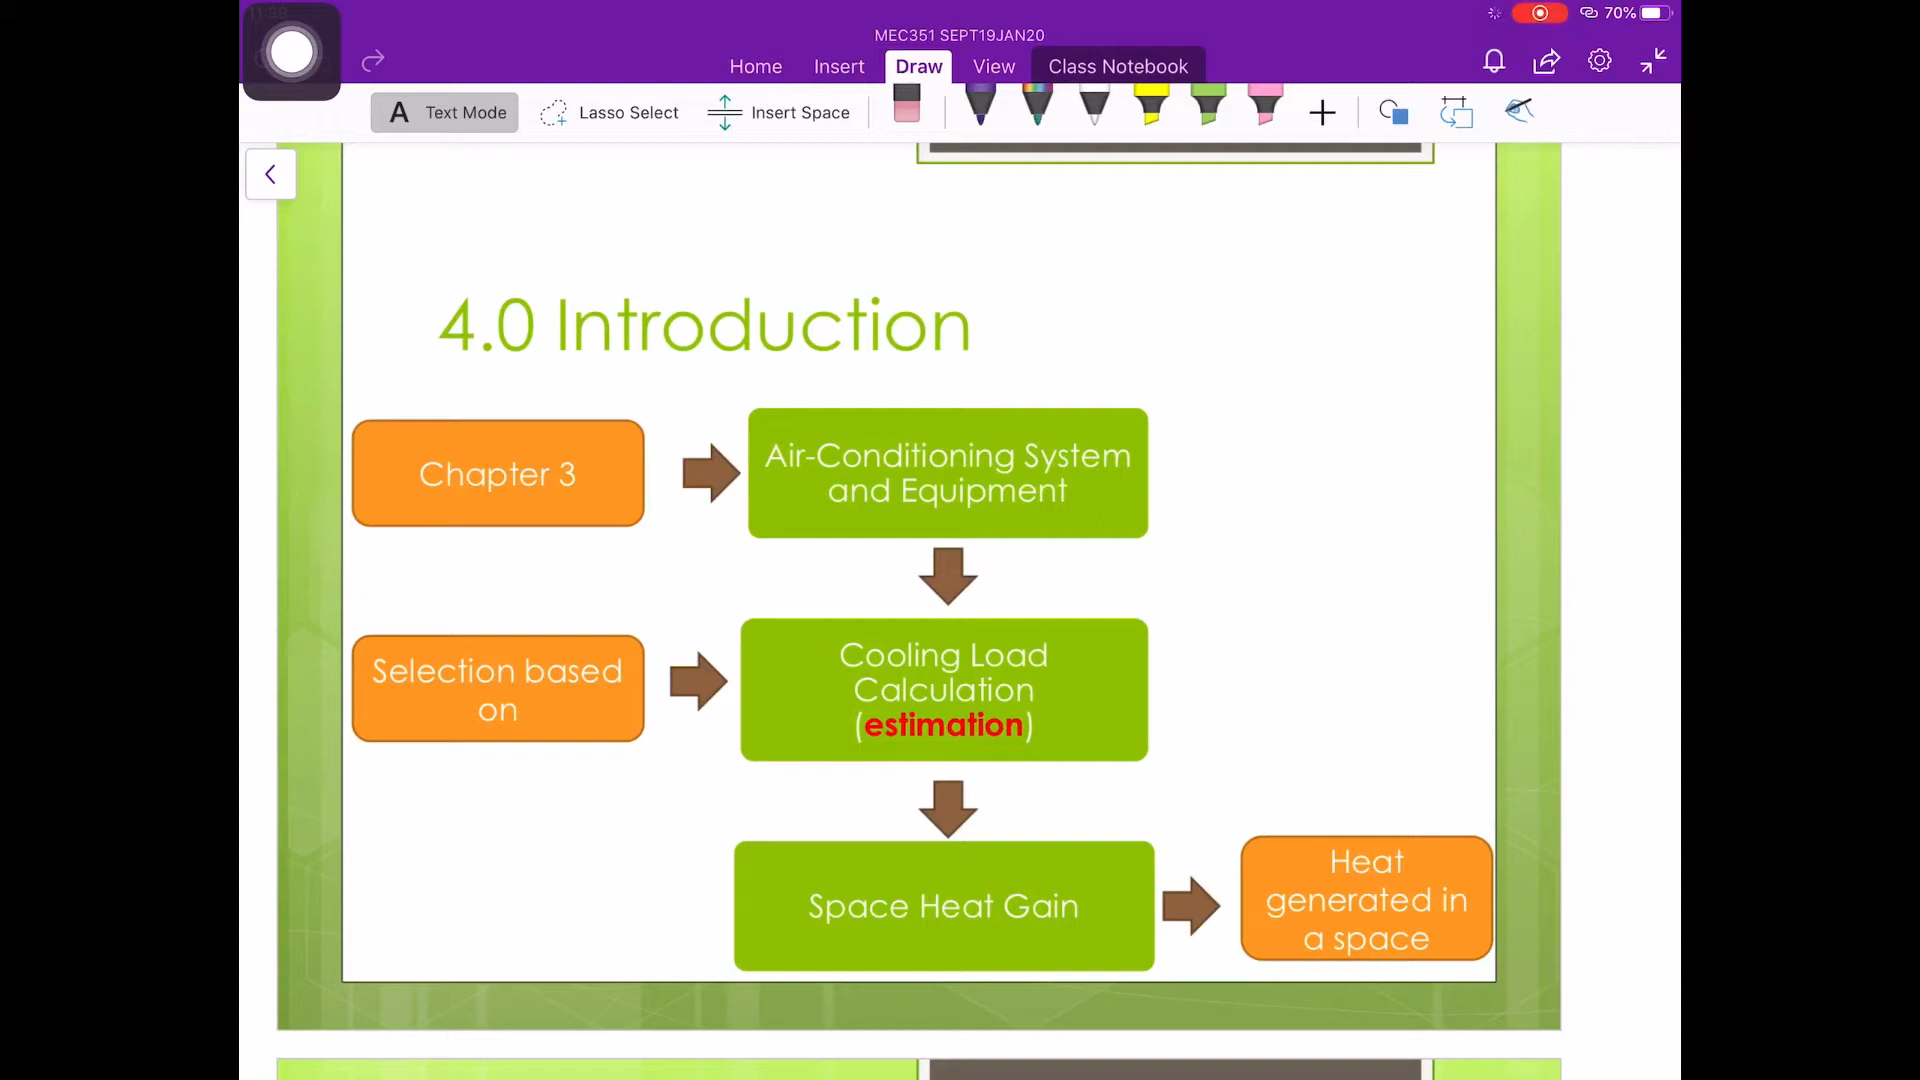 11:38
70%
MEC351 SEPT19JAN20
Home Insert Draw View Class Notebook
A Text Mode Lasso Select Insert Space
4.0 Introduction
Chapter 3
Air-Conditioning System
and Equipment
Selection based
on
Cooling Load
Calculation
(estimation)
Space Heat Gain
Heat
generated in
a space